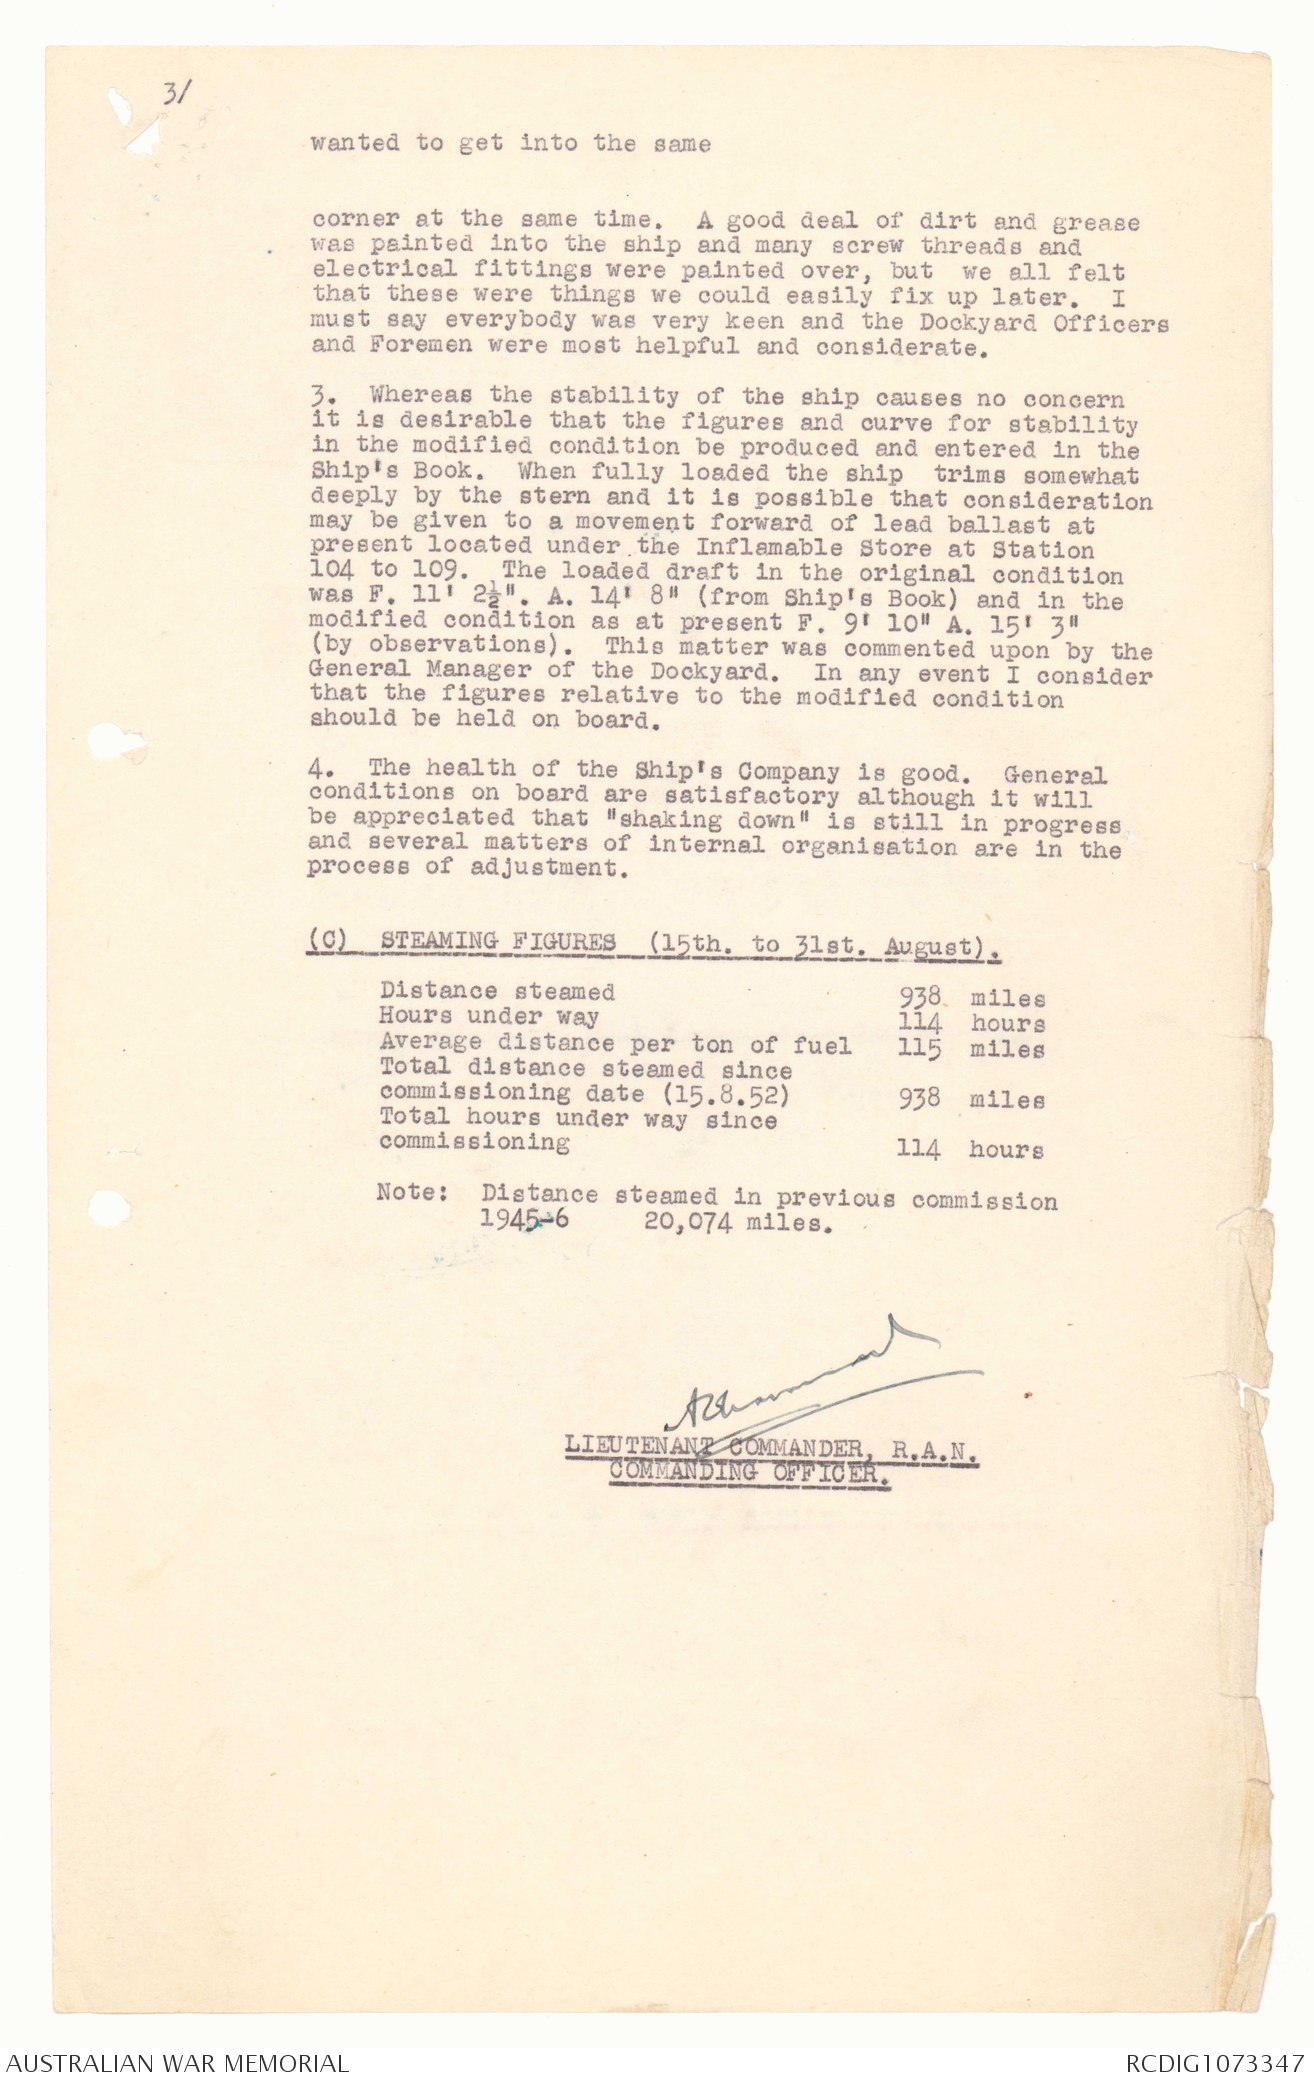 3/
wanted to get into the same
corner at the same time.  A good deal of dirt and grease
was painted into the ship and many screw threads and
electrical fittings were painted over, but  we all felt
that these were things we could easily fix up later.  I
must say everybody was very keen and the Dockyard Officers
and Foremen were most helpful and considerate.
3.  Whereas the stability of the ship causes no concern
it is desirable that the figures and curve for stability
in the modified condition be produced and entered in the
Ship's Book.  When fully loaded the ship  trims somewhat
deeply by the stern and it is possible that consideration
may be given to a movement forward of lead ballast at
present located under the Inflamable Store at Station
104 to 109.  The loaded draft in the original condition
was F. 11' 2½". A. 14' 8" (from Ship's Book) and in the
modified condition as at present F. 9' 10" A. 15' 3"
(by observations).  This matter was commented upon by the
General Manager of the Dockyard.  In any event I consider
that the figures relative to the modified condition
should be held on board.
4.  The health of the Ship's Company is good.  General
conditions on board are satisfactory although it will
be appreciated that "shaking down" is still in progress
and several matters of internal organisation are in the
process of adjustment.
(C)  STEAMING FIGURES  (15th. to 31st. August).
Distance steamed 938 miles
Hours under way 114 hours
Average distance per ton of fuel 115 miles
Total distance steamed since
commissioning date (15.8.52) 938 miles
Total hours under way since
commissioning 114 hours
Note:  Distance steamed in previous commission
1945-6     20,074 miles.
LIEUTENANT COMMANDER, R.A.N.
COMMANDING OFFICER.
AUSTRALIAN WAR MEMORIAL
RCDIG1073347